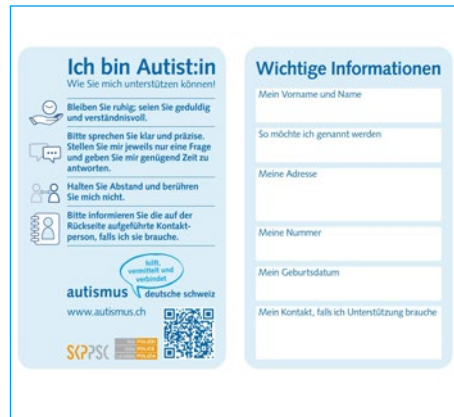 Ich bin Autist:in
Wie Sie mich unterstützen können!
Bleiben Sie ruhig; seien Sie geduldig
und verständnisvoll.
Bitte sprechen Sie klar und präzise.
Stellen Sie mir jeweils nur eine Frage
und geben Sie mir genügend Zeit zu
antworten.
Halten Sie Abstand und berühren
Sie mich nicht.
Bitte informieren Sie die auf der
Rückseite aufgeführte Kontakt-
person, falls ich sie brauche.
hilft,
vermittelt und
verbindet
autismus deutsche schweiz
www.autismus.ch
SKPPSC
Wichtige Informationen
Mein Vorname und Name
So möchte ich genannt werden
Meine Adresse
Meine Nummer
Mein Geburtsdatum
Mein Kontakt, falls ich Unterstützung brauche